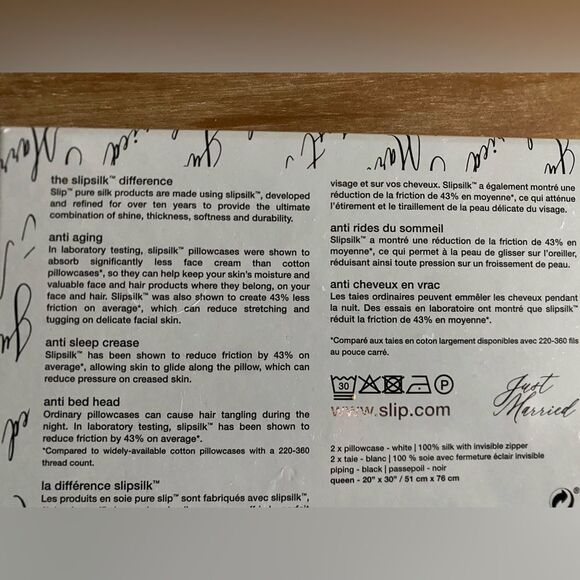 the slipsilk™ difference
Slip™ pure silk products are made using slipsilk™, developed
and refined for over ten years to provide the ultimate
combination of shine, thickness, softness and durability.
anti aging
In laboratory testing, slipsilk™ pillowcases were shown to
absorb significantly less face cream than cotton
pillowcases*, so they can help keep your skin's moisture and
valuable face and hair products where they belong, on your
face and hair. Slipsilk™ was also shown to create 43% less
friction on average*, which can reduce stretching and
tugging on delicate facial skin.
anti sleep crease
Slipsilk™ has been shown to reduce friction by 43% on
average*, allowing skin to glide along the pillow, which can
reduce pressure on creased skin.
anti bed head
Ordinary pillowcases can cause hair tangling during the
night. In laboratory testing, slipsilk™ has been shown to
reduce friction by 43% on average*.
*Compared to widely-available cotton pillowcases with a 220-360
thread count.
la différence slipsilk™
Les produits en soie pure slip™ sont fabriqués avec slipsilk™,
visage et sur vos cheveux. Slipsilk™ a également montré une
réduction de la friction de 43% en moyenne*, ce qui atténue
l'étirement et le tiraillement de la peau délicate du visage.
anti rides du sommeil
Slipsilk™ a montré une réduction de la friction de 43% en
moyenne*, ce qui permet à la peau de glisser sur l'oreiller,
réduisant ainsi toute pression sur un froissement de peau.
anti cheveux en vrac
Les taies ordinaires peuvent emmêler les cheveux pendant
la nuit. Des essais en laboratoire ont montré que slipsilk™
réduit la friction de 43% en moyenne*.
*Comparé aux taies en coton largement disponibles avec 220-360 fils
au pouce carré.
30 P
www.slip.com
Just
Married
2 x pillowcase - white | 100% silk with invisible zipper
2 x taie - blanc | 100 % soie avec fermeture éclair invisible
piping - black | passepoil - noir
queen - 20" x 30" / 51 cm x 76 cm